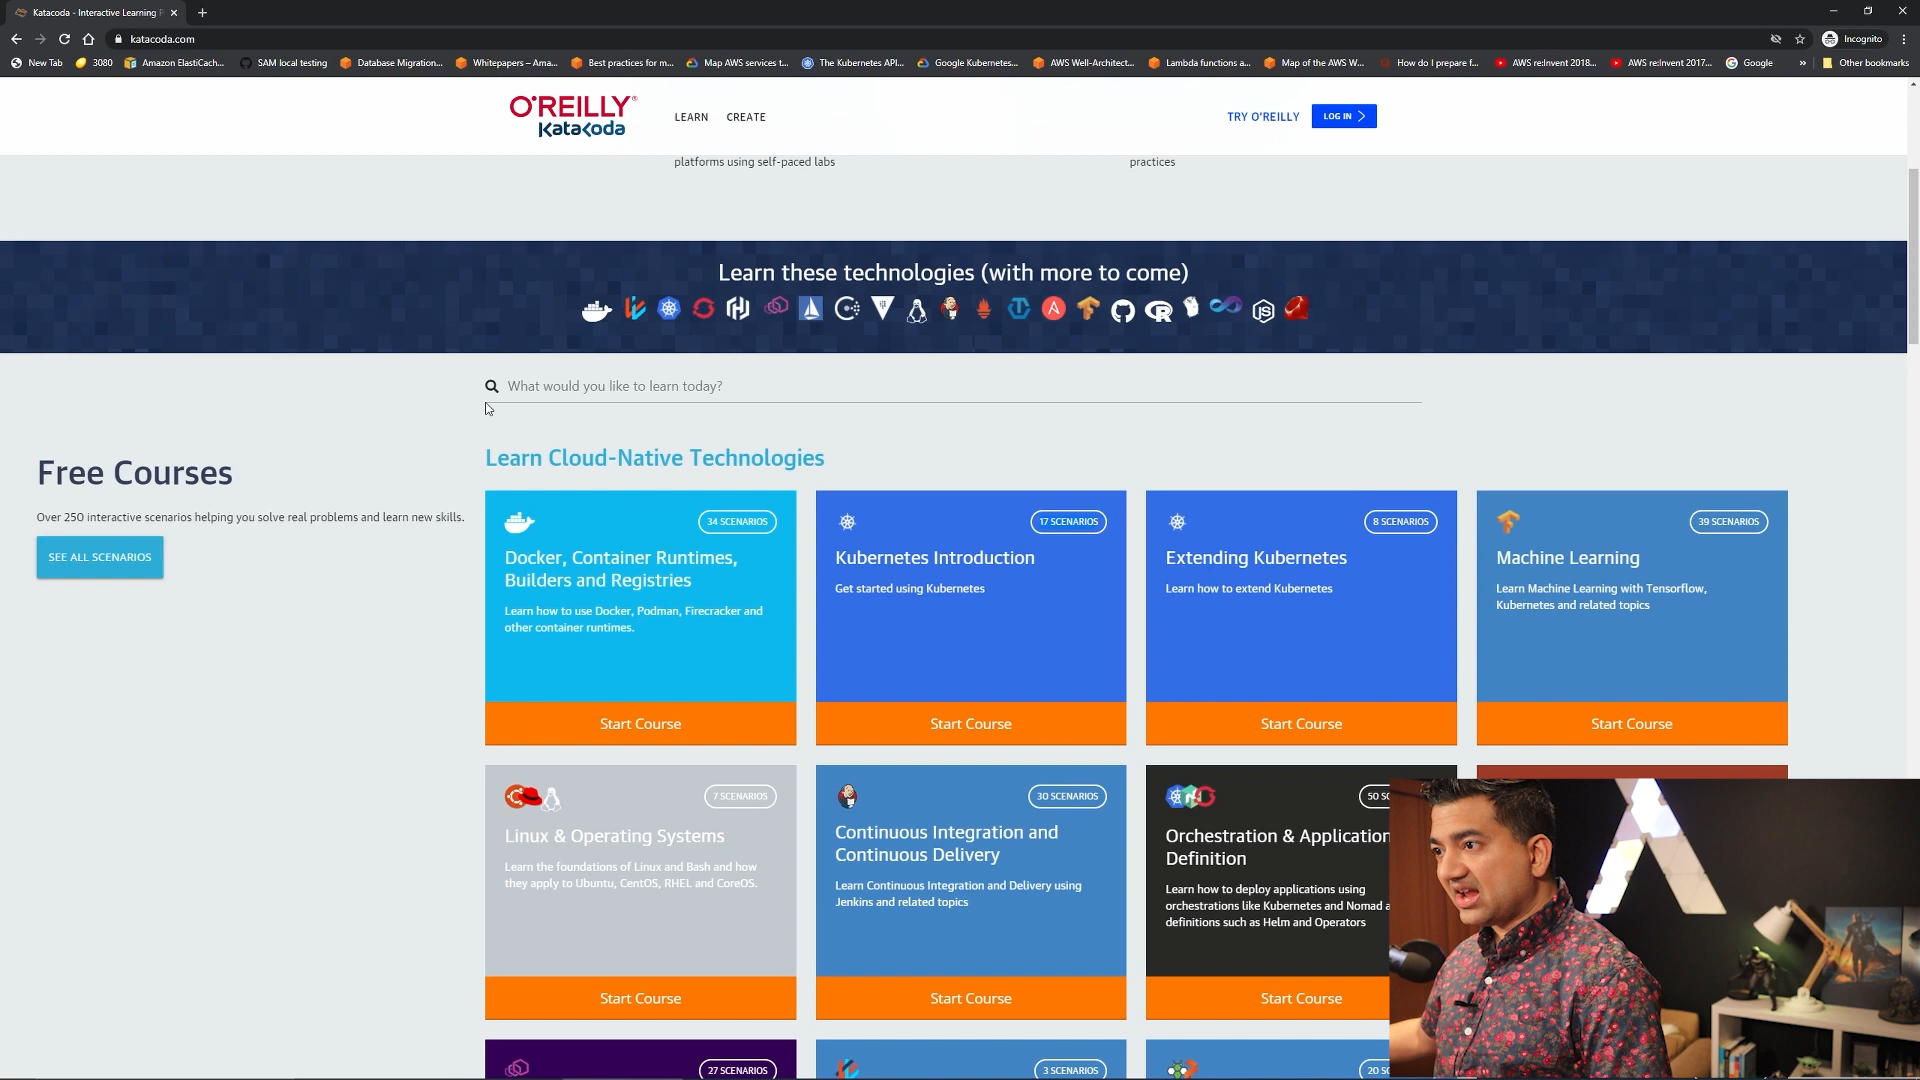 Katacoda - Interactive Learning P
katacoda.com
Incognito
New Tab
3080
Amazon ElastiCach...
SAM local testing
Database Migration...
Whitepapers – Ama...
Best practices for m...
Map AWS services t...
The Kubernetes API...
Google Kubernetes...
AWS Well-Architect...
Lambda functions a...
Map of the AWS W...
How do I prepare f...
AWS re:Invent 2018...
AWS re:Invent 2017...
Google
»
Other bookmarks
O'REILLY®
Katacoda
LEARN
CREATE
TRY O'REILLY
LOG IN
platforms using self-paced labs
practices
Learn these technologies (with more to come)
What would you like to learn today?
Free Courses
Over 250 interactive scenarios helping you solve real problems and learn new skills.
SEE ALL SCENARIOS
Learn Cloud-Native Technologies
34 SCENARIOS
Docker, Container Runtimes,
Builders and Registries
Learn how to use Docker, Podman, Firecracker and
other container runtimes.
Start Course
17 SCENARIOS
Kubernetes Introduction
Get started using Kubernetes
Start Course
8 SCENARIOS
Extending Kubernetes
Learn how to extend Kubernetes
Start Course
39 SCENARIOS
Machine Learning
Learn Machine Learning with Tensorflow,
Kubernetes and related topics
Start Course
7 SCENARIOS
Linux & Operating Systems
Learn the foundations of Linux and Bash and how
they apply to Ubuntu, CentOS, RHEL and CoreOS.
Start Course
30 SCENARIOS
Continuous Integration and
Continuous Delivery
Learn Continuous Integration and Delivery using
Jenkins and related topics
Start Course
50 SC
Orchestration & Application
Definition
Learn how to deploy applications using
orchestrations like Kubernetes and Nomad a
definitions such as Helm and Operators
Start Course
27 SCENARIOS
3 SCENARIOS
20 SC